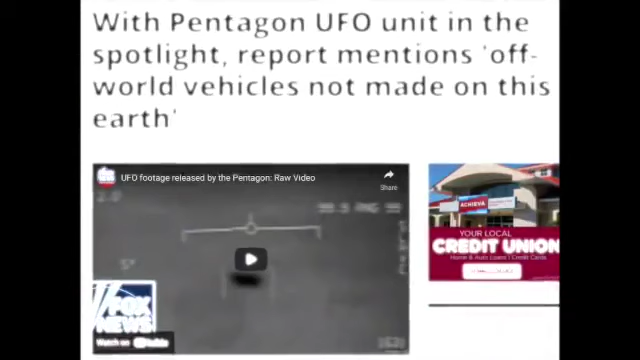 With Pentagon UFO unit in the
spotlight, report mentions 'off-
world vehicles not made on this
earth'
UFO footage released by the Pentagon: Raw Video
Share
FOX
NEWS
Watch on YouTube
ACHIEVA
YOUR LOCAL
CREDIT UNION
Home & Auto Loans | Credit Cards